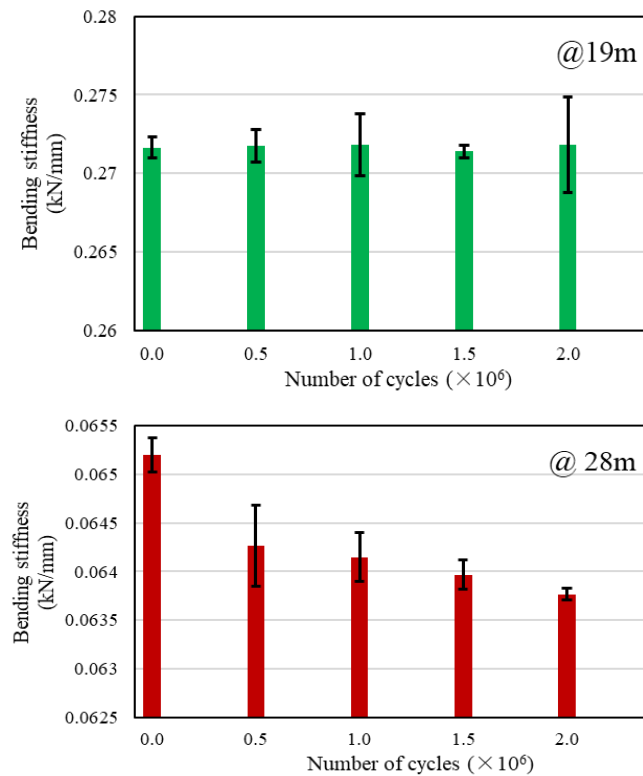 0.28
@19m
0.275
0.27
0.265
0.26
Bending stiffness
(kN/mm)
0.0 0.5 1.0 1.5 2.0
Number of cycles (×10⁶)
0.0655
@ 28m
0.065
0.0645
0.064
0.0635
0.063
0.0625
Bending stiffness
(kN/mm)
0.0 0.5 1.0 1.5 2.0
Number of cycles (×10⁶)